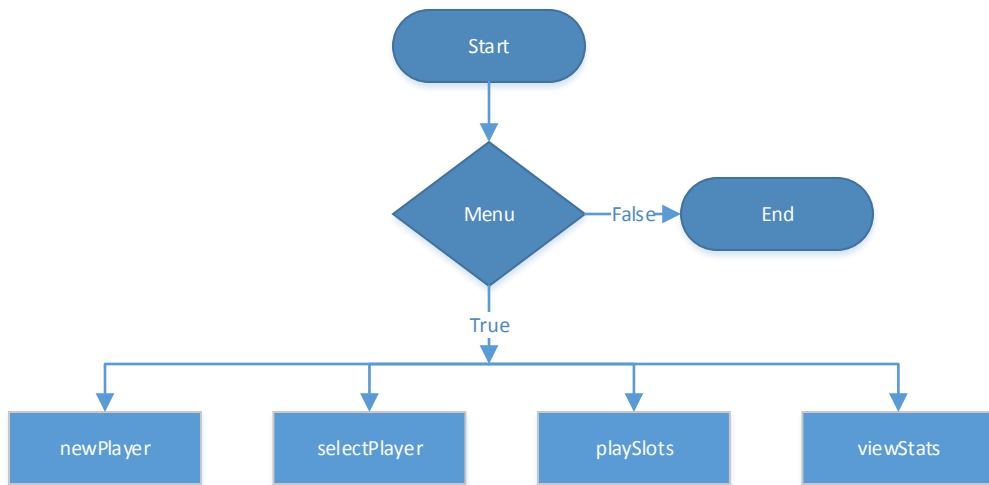 Start
Menu
False
End
True
newPlayer
selectPlayer
playSlots
viewStats